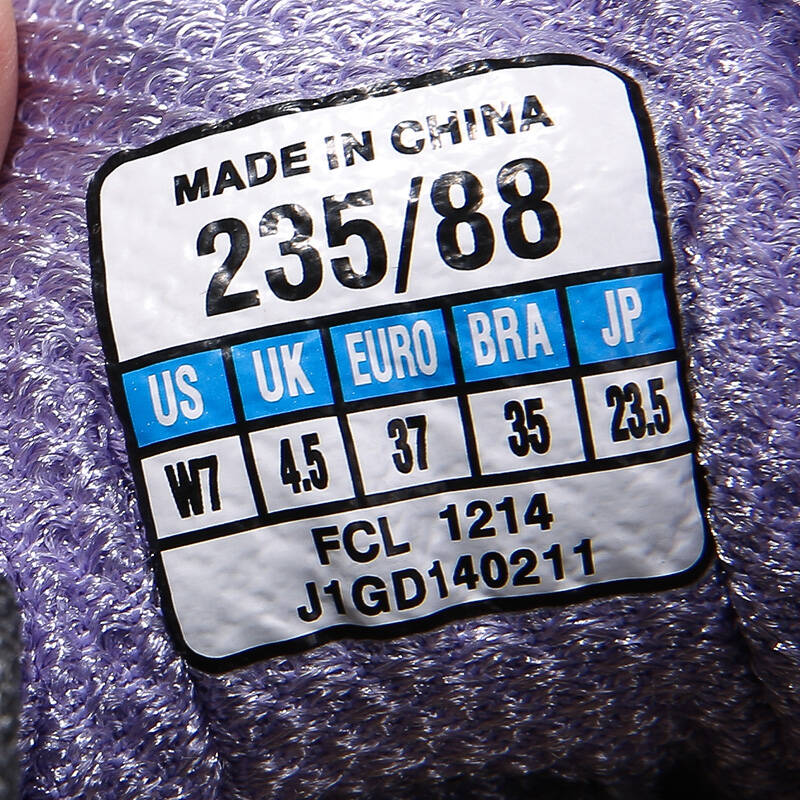 MADE IN CHINA
235/88
US UK EURO BRA JP
W7 4.5 37 35 23.5
FCL 1214
J1GD140211